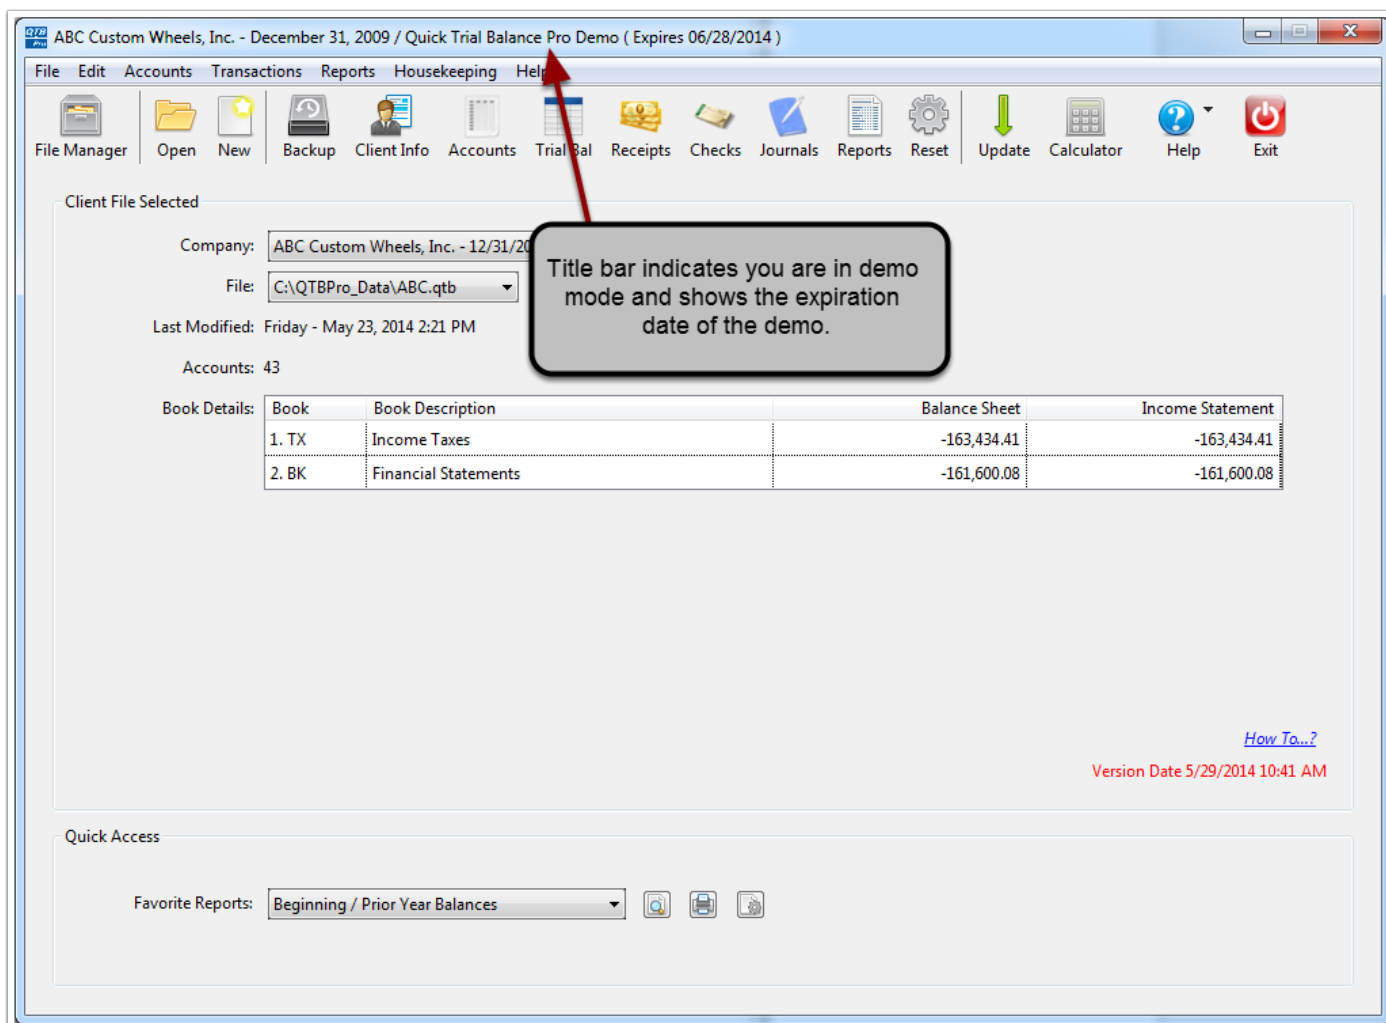 QTB Pro
ABC Custom Wheels, Inc. - December 31, 2009 / Quick Trial Balance Pro Demo ( Expires 06/28/2014 )
File Edit Accounts Transactions Reports Housekeeping Help
File Manager Open New Backup Client Info Accounts Trial Bal Receipts Checks Journals Reports Reset Update Calculator Help Exit
Client File Selected
Company: ABC Custom Wheels, Inc. - 12/31/20
File: C:\QTBPro_Data\ABC.qtb
Title bar indicates you are in demo
mode and shows the expiration
date of the demo.
Last Modified: Friday - May 23, 2014 2:21 PM
Accounts: 43
Book Details: Book Book Description Balance Sheet Income Statement
1. TX Income Taxes -163,434.41 -163,434.41
2. BK Financial Statements -161,600.08 -161,600.08
How To...?
Version Date 5/29/2014 10:41 AM
Quick Access
Favorite Reports: Beginning / Prior Year Balances